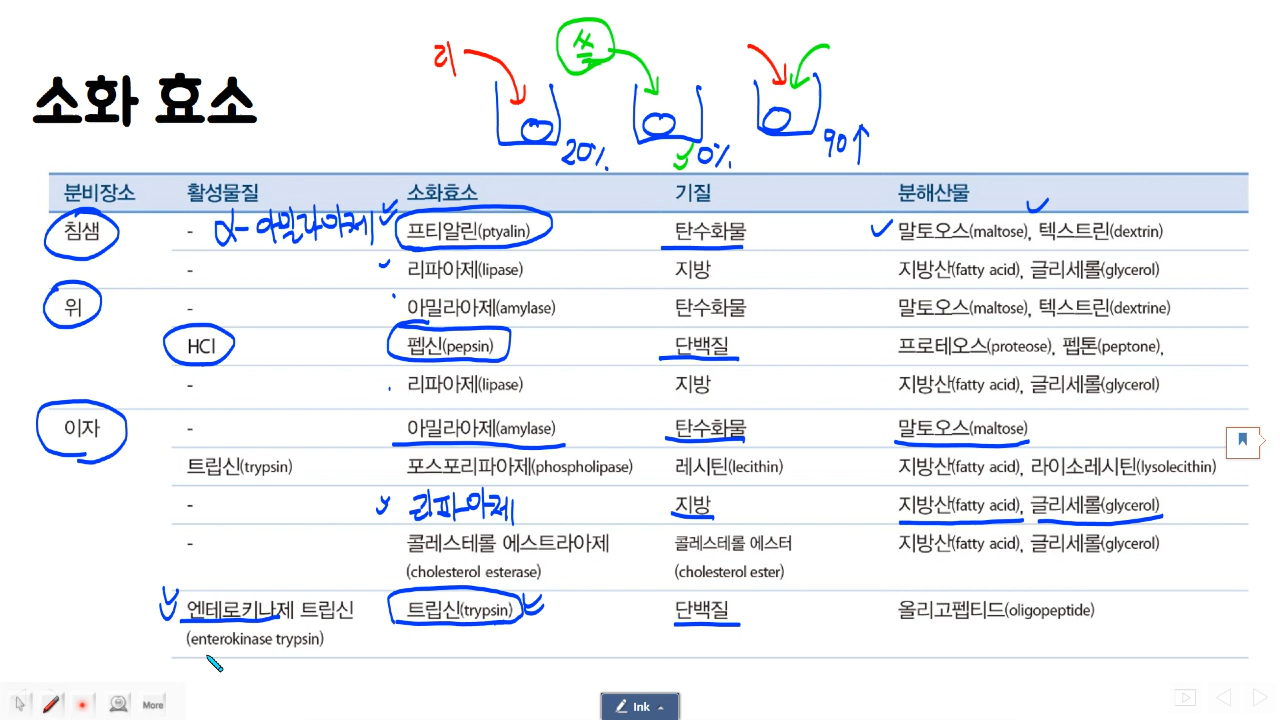 리 쓸
소화 효소
20% 0% 90↑
분비장소 활성물질 소화효소 기질 분해산물
침샘 - α-아밀라아제 프티알린(ptyalin) 탄수화물 말토오스(maltose), 텍스트린(dextrin)
- 리파아제(lipase) 지방 지방산(fatty acid), 글리세롤(glycerol)
위 - 아밀라아제(amylase) 탄수화물 말토오스(maltose), 텍스트린(dextrine)
HCl 펩신(pepsin) 단백질 프로테오스(proteose), 펩톤(peptone),
- 리파아제(lipase) 지방 지방산(fatty acid), 글리세롤(glycerol)
이자 - 아밀라아제(amylase) 탄수화물 말토오스(maltose)
트립신(trypsin) 포스포리파아제(phospholipase) 레시틴(lecithin) 지방산(fatty acid), 라이소레시틴(lysolecithin)
- 리파아제 지방 지방산(fatty acid), 글리세롤(glycerol)
- 콜레스테롤 에스트라아제 콜레스테롤 에스터 지방산(fatty acid), 글리세롤(glycerol)
(cholesterol esterase) (cholesterol ester)
엔테로키나제 트립신 트립신(trypsin) 단백질 올리고펩티드(oligopeptide)
(enterokinase trypsin)
More Ink